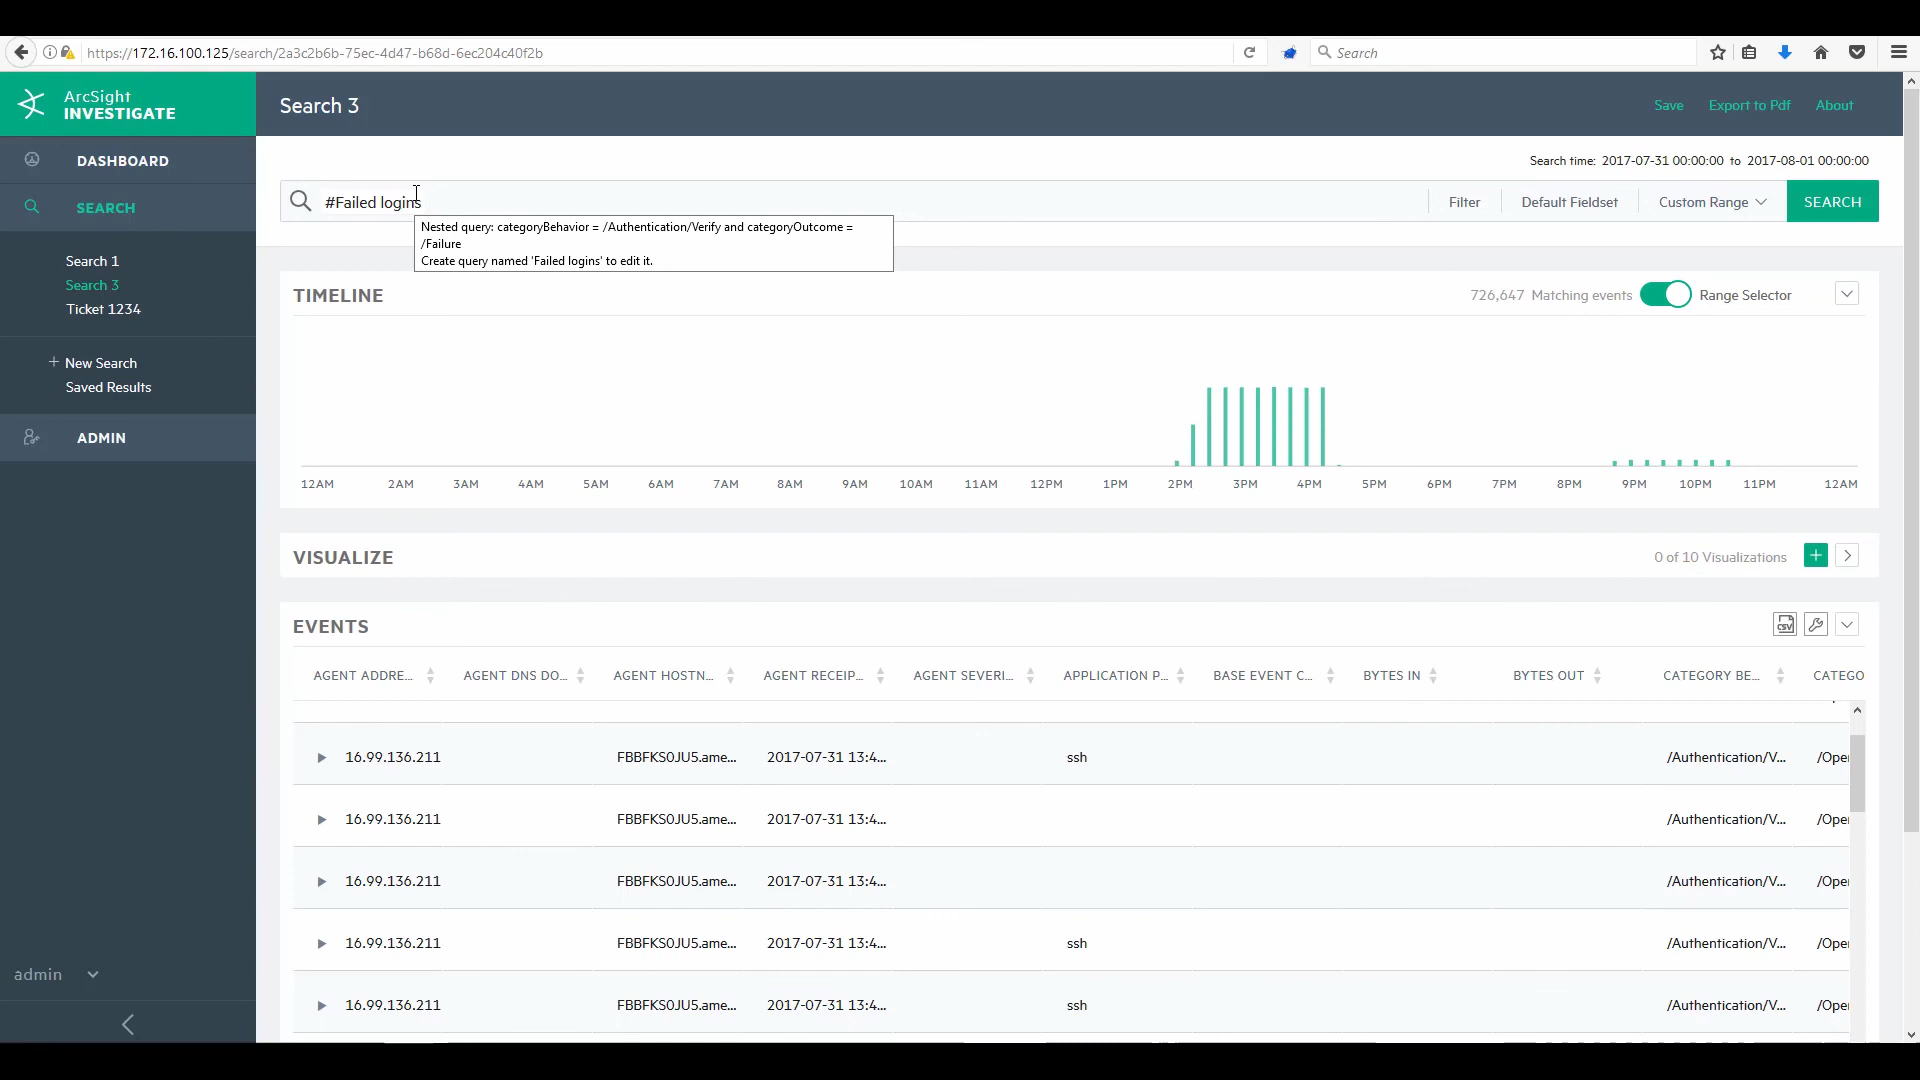 https://172.16.100.125/search/2a3c2b6b-75ec-4d47-b68d-6ec204c40f2b
Search
ArcSight
INVESTIGATE
Search 3
Save
Export to Pdf
About
DASHBOARD
SEARCH
Search 1
Search 3
Ticket 1234
+ New Search
Saved Results
ADMIN
admin
Search time: 2017-07-31 00:00:00 to 2017-08-01 00:00:00
#Failed logins
Filter
Default Fieldset
Custom Range
SEARCH
Nested query: categoryBehavior = /Authentication/Verify and categoryOutcome =
/Failure
Create query named 'Failed logins' to edit it.
TIMELINE
726,647 Matching events
Range Selector
12AM 2AM 3AM 4AM 5AM 6AM 7AM 8AM 9AM 10AM 11AM 12PM 1PM 2PM 3PM 4PM 5PM 6PM 7PM 8PM 9PM 10PM 11PM 12AM
VISUALIZE
0 of 10 Visualizations
EVENTS
CSV
AGENT ADDRE... AGENT DNS DO... AGENT HOSTN... AGENT RECEIP... AGENT SEVERI... APPLICATION P... BASE EVENT C... BYTES IN BYTES OUT CATEGORY BE... CATEGO
16.99.136.211 FBBFKS0JU5.ame... 2017-07-31 13:4... ssh /Authentication/V... /Oper
16.99.136.211 FBBFKS0JU5.ame... 2017-07-31 13:4... /Authentication/V... /Oper
16.99.136.211 FBBFKS0JU5.ame... 2017-07-31 13:4... /Authentication/V... /Oper
16.99.136.211 FBBFKS0JU5.ame... 2017-07-31 13:4... ssh /Authentication/V... /Oper
16.99.136.211 FBBFKS0JU5.ame... 2017-07-31 13:4... ssh /Authentication/V... /Oper